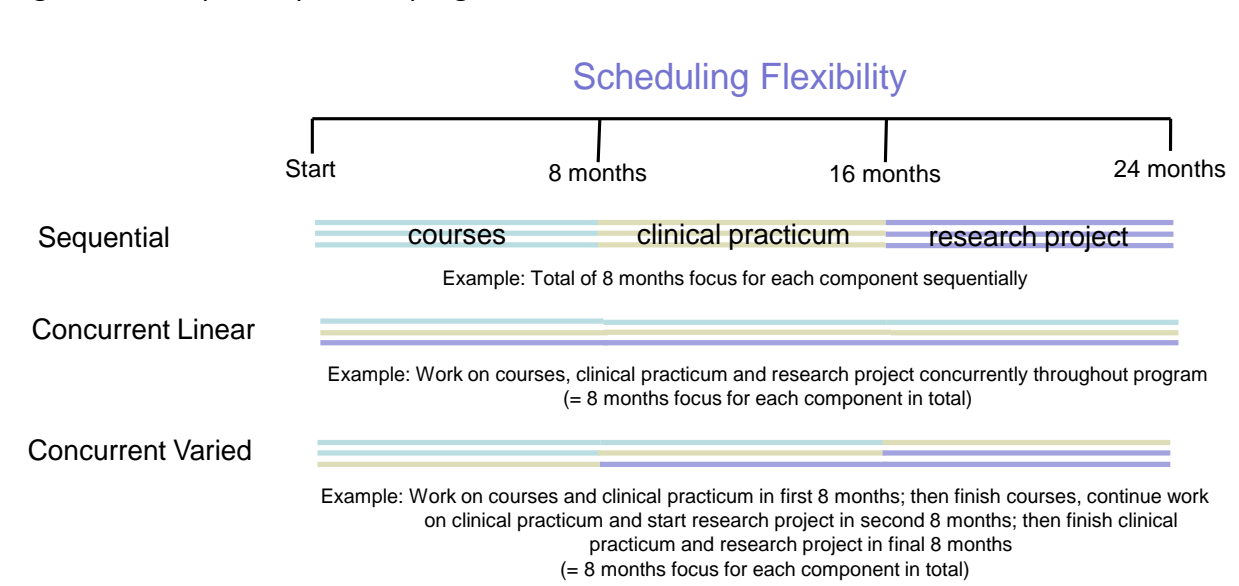 Scheduling Flexibility
Start
8 months
16 months
24 months
Sequential
courses
clinical practicum
research project
Example: Total of 8 months focus for each component sequentially
Concurrent Linear
Example: Work on courses, clinical practicum and research project concurrently throughout program
(= 8 months focus for each component in total)
Concurrent Varied
Example: Work on courses and clinical practicum in first 8 months; then finish courses, continue work
on clinical practicum and start research project in second 8 months; then finish clinical
practicum and research project in final 8 months
(= 8 months focus for each component in total)